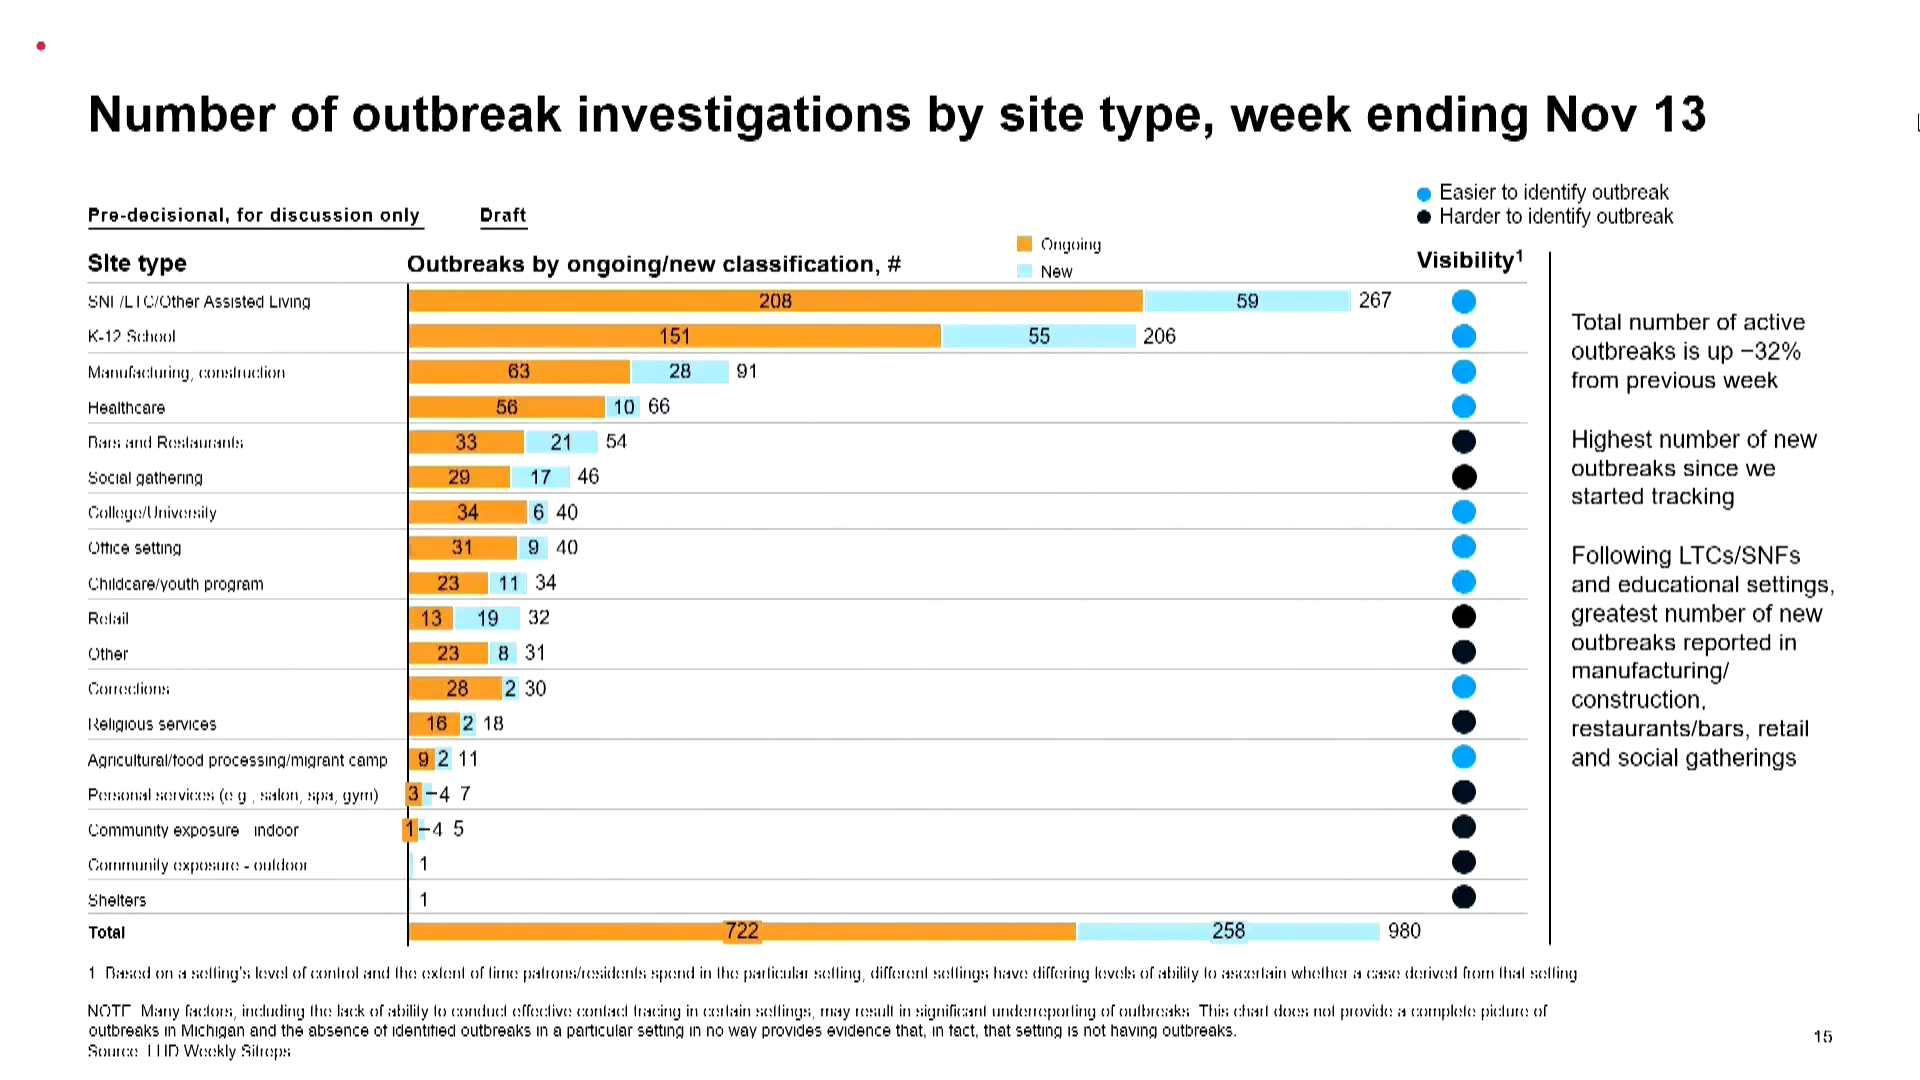 Number of outbreak investigations by site type, week ending Nov 13
Easier to identify outbreak
Harder to identify outbreak
Pre-decisional, for discussion only Draft
Ongoing
New
Site type Outbreaks by ongoing/new classification, # Visibility1
SNF/LTC/Other Assisted Living 208 59 267
K-12 School 151 55 206
Manufacturing, construction 63 28 91
Healthcare 56 10 66
Bars and Restaurants 33 21 54
Social gathering 29 17 46
College/University 34 6 40
Office setting 31 9 40
Childcare/youth program 23 11 34
Retail 13 19 32
Other 23 8 31
Corrections 28 2 30
Religious services 16 2 18
Agricultural/food processing/migrant camp 9 2 11
Personal services (e.g., salon, spa, gym) 3 4 7
Community exposure - indoor 1 4 5
Community exposure - outdoor 1
Shelters 1
Total 722 258 980
Total number of active
outbreaks is up ~32%
from previous week
Highest number of new
outbreaks since we
started tracking
Following LTCs/SNFs
and educational settings,
greatest number of new
outbreaks reported in
manufacturing/
construction,
restaurants/bars, retail
and social gatherings
1. Based on a setting's level of control and the extent of time patrons/residents spend in the particular setting, different settings have differing levels of ability to ascertain whether a case derived from that setting
NOTE: Many factors, including the lack of ability to conduct effective contact tracing in certain settings, may result in significant underreporting of outbreaks. This chart does not provide a complete picture of
outbreaks in Michigan and the absence of identified outbreaks in a particular setting in no way provides evidence that, in fact, that setting is not having outbreaks.
Source: LHD Weekly Sitreps
15